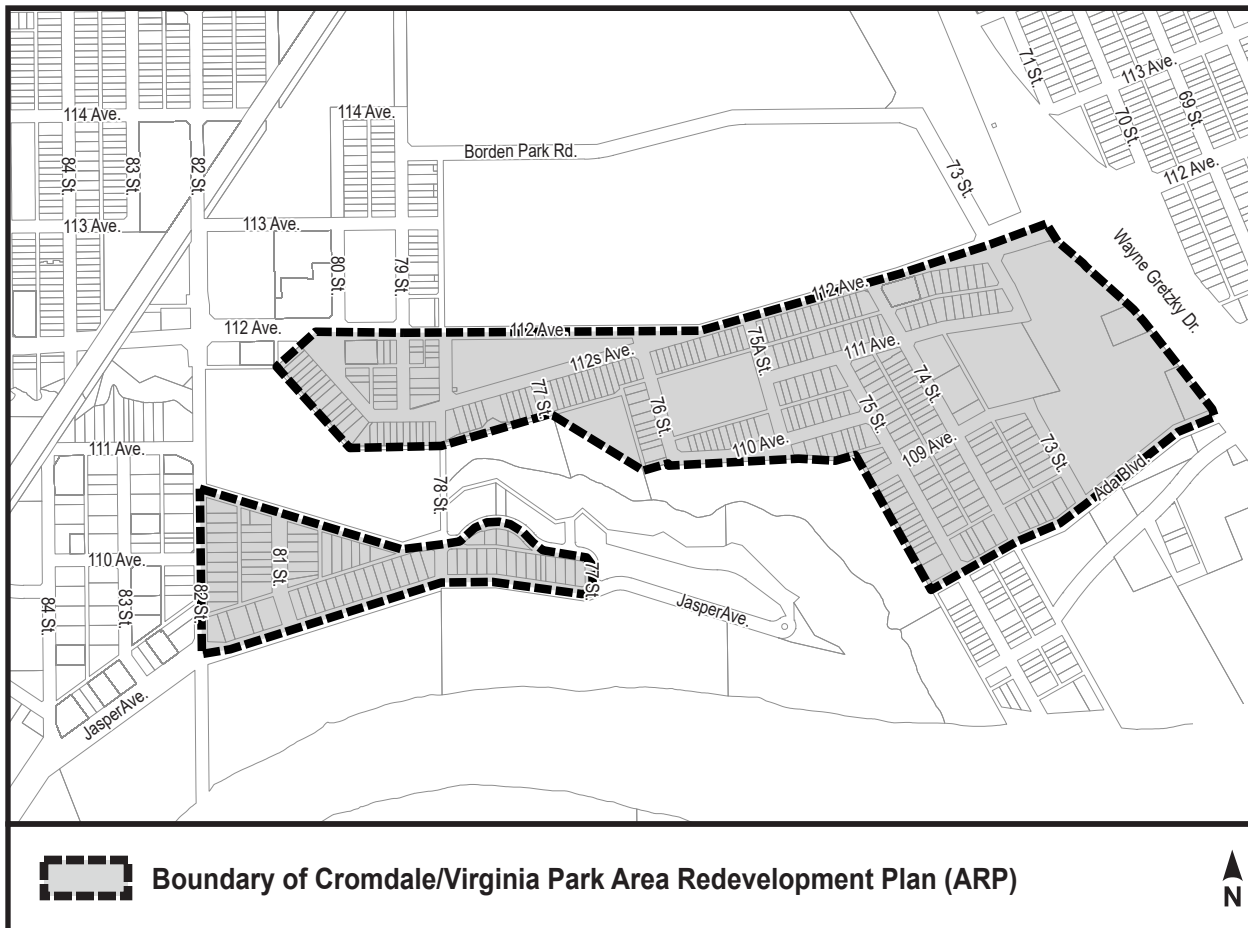 71 St.
113 Ave.
69 St.
70 St.
112 Ave.
114 Ave.
114 Ave.
84 St.
83 St.
82 St.
Borden Park Rd.
73 St.
113 Ave.
113 Ave.
80 St.
79 St.
Wayne Gretzky Dr.
112 Ave.
112 Ave.
112 Ave.
112s Ave.
75A St.
111 Ave.
77 St.
76 St.
74 St.
75 St.
110 Ave.
109 Ave.
73 St.
Ada Blvd.
111 Ave.
78 St.
110 Ave.
81 St.
84 St.
83 St.
82 St.
77 St.
JasperAve.
JasperAve.
Boundary of Cromdale/Virginia Park Area Redevelopment Plan (ARP)
N